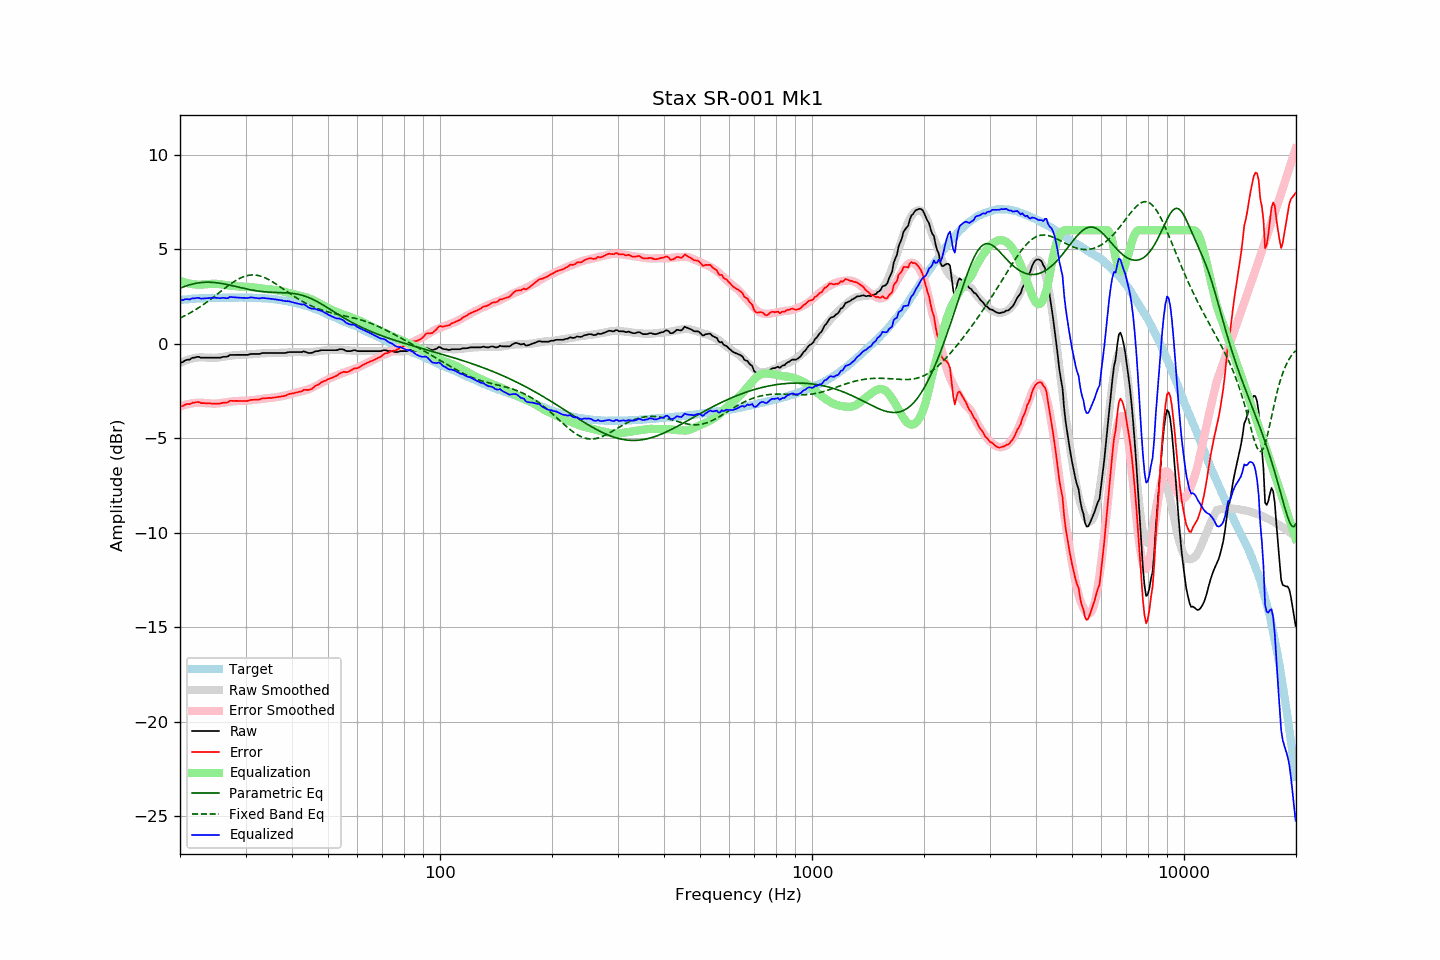 Stax SR-001 Mk1
10
5
0
−5
−10
−15
−20
−25
Amplitude (dBr)
Target
Raw Smoothed
Error Smoothed
Raw
Error
Equalization
Parametric Eq
Fixed Band Eq
Equalized
100
1000
10000
Frequency (Hz)